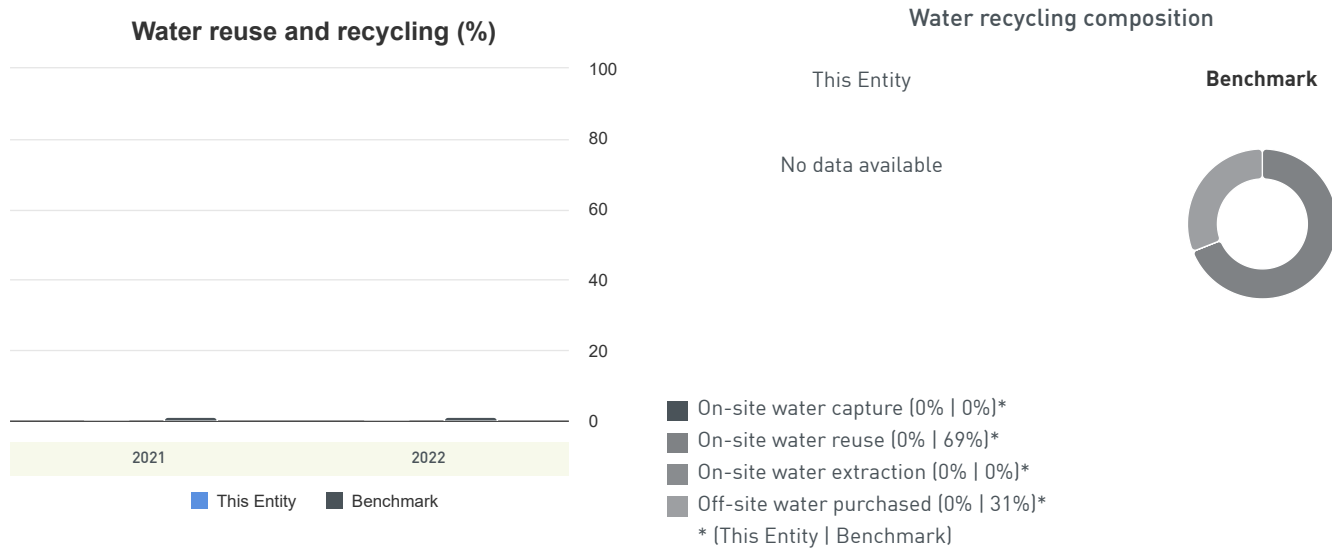 Water reuse and recycling (%)
100
80
60
40
20
0
2021
2022
This Entity
Benchmark
Water recycling composition
This Entity
Benchmark
No data available
On-site water capture (0% | 0%)*
On-site water reuse (0% | 69%)*
On-site water extraction (0% | 0%)*
Off-site water purchased (0% | 31%)*
* (This Entity | Benchmark)